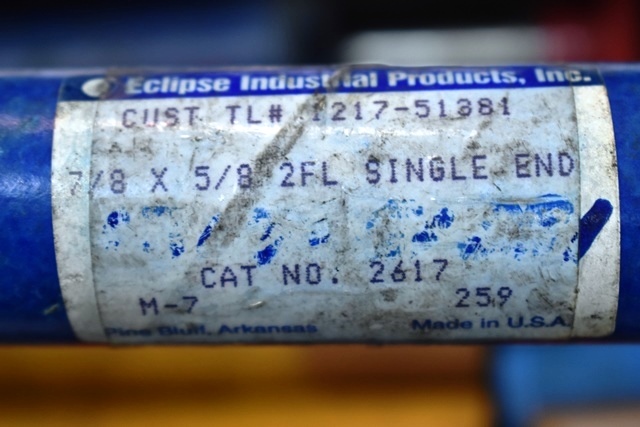 Eclipse Industrial Products, Inc.
CUST TL# 1217-51381
7/8 X 5/8 2FL SINGLE END
CAT NO. 2617
M-7 259
Pine Bluff, Arkansas Made in U.S.A.